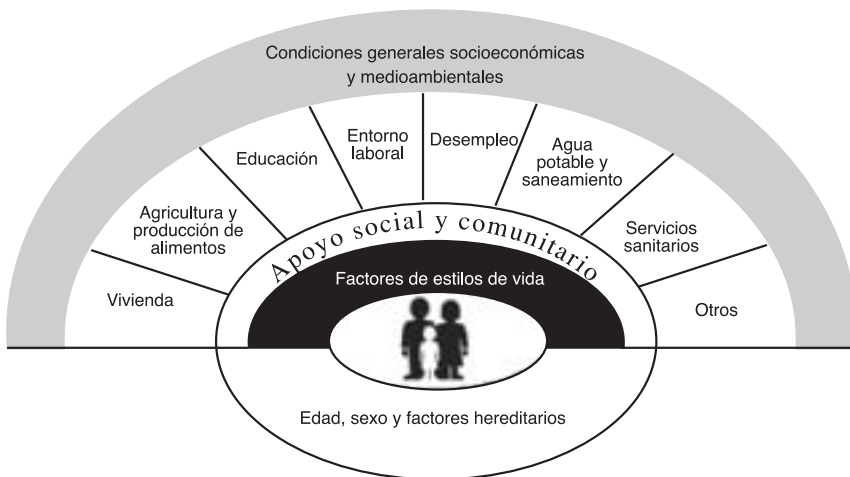 Condiciones generales socioeconómicas
y medioambientales
Vivienda
Agricultura y
producción de
alimentos
Educación
Entorno
laboral
Desempleo
Agua
potable y
saneamiento
Servicios
sanitarios
Otros
Apoyo social y comunitario
Factores de estilos de vida
Edad, sexo y factores hereditarios